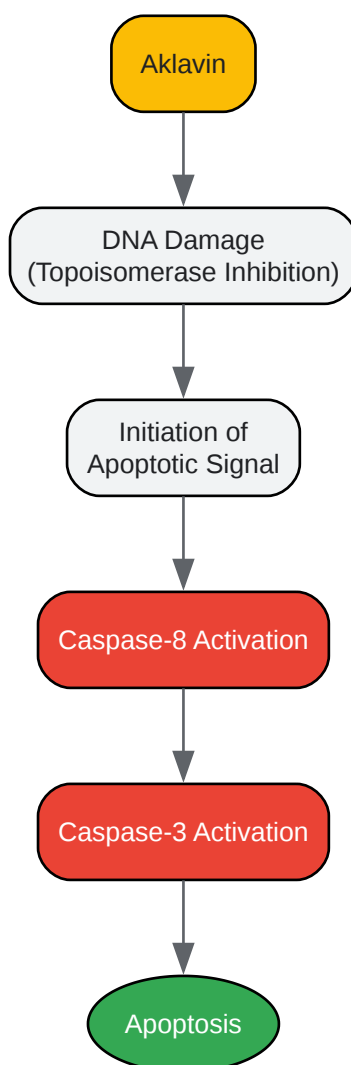 Aklavin
DNA Damage
(Topoisomerase Inhibition)
Initiation of
Apoptotic Signal
Caspase-8 Activation
Caspase-3 Activation
Apoptosis